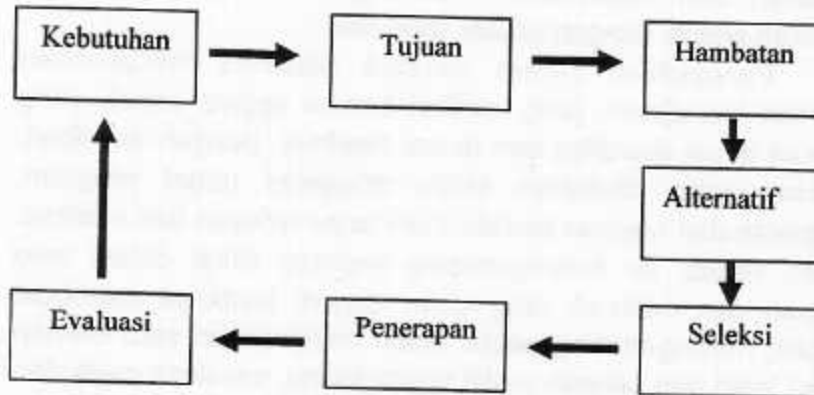 Kebutuhan
Tujuan
Hambatan
Alternatif
Seleksi
Penerapan
Evaluasi